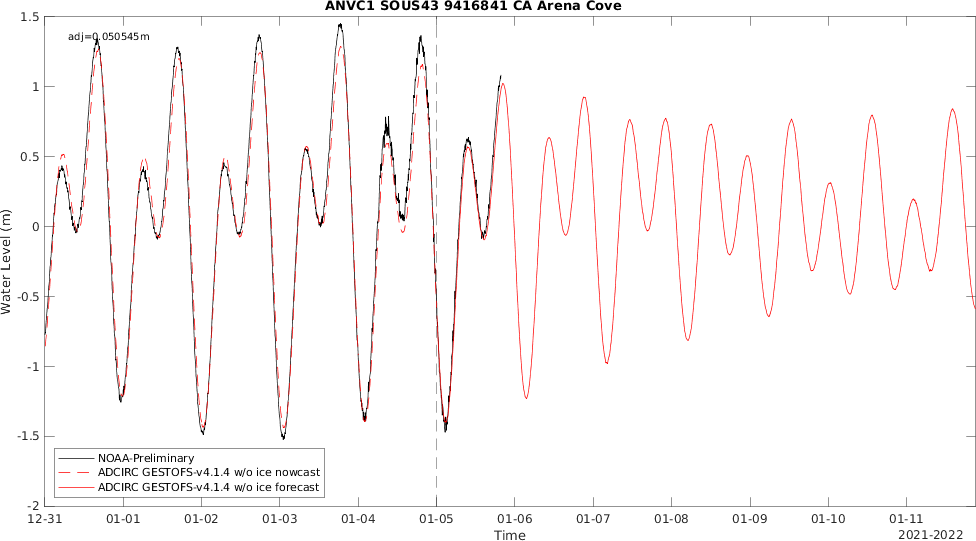 ANVC1 SOUS43 9416841 CA Arena Cove
adj=0.050545m
Water Level (m)
1.5
1
0.5
0
-0.5
-1
-1.5
-2
NOAA-Preliminary
ADCIRC GESTOFS-v4.1.4 w/o ice nowcast
ADCIRC GESTOFS-v4.1.4 w/o ice forecast
12-31 01-01 01-02 01-03 01-04 01-05 01-06 01-07 01-08 01-09 01-10 01-11
Time
2021-2022